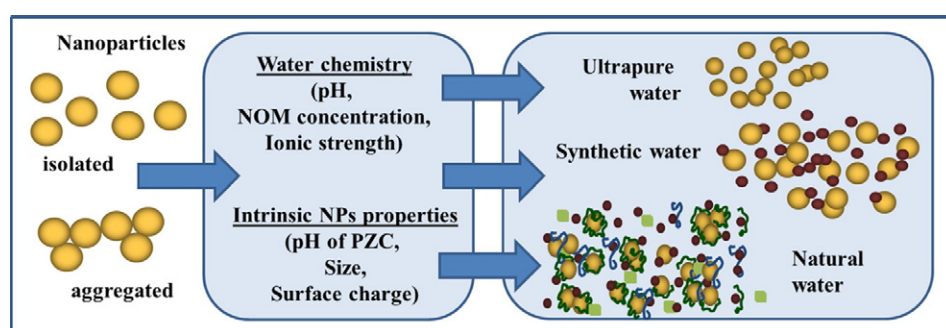 Nanoparticles
isolated
aggregated
Water chemistry
(pH,
NOM concentration,
Ionic strength)
Intrinsic NPs properties
(pH of PZC,
Size,
Surface charge)
Ultrapure
water
Synthetic water
Natural
water